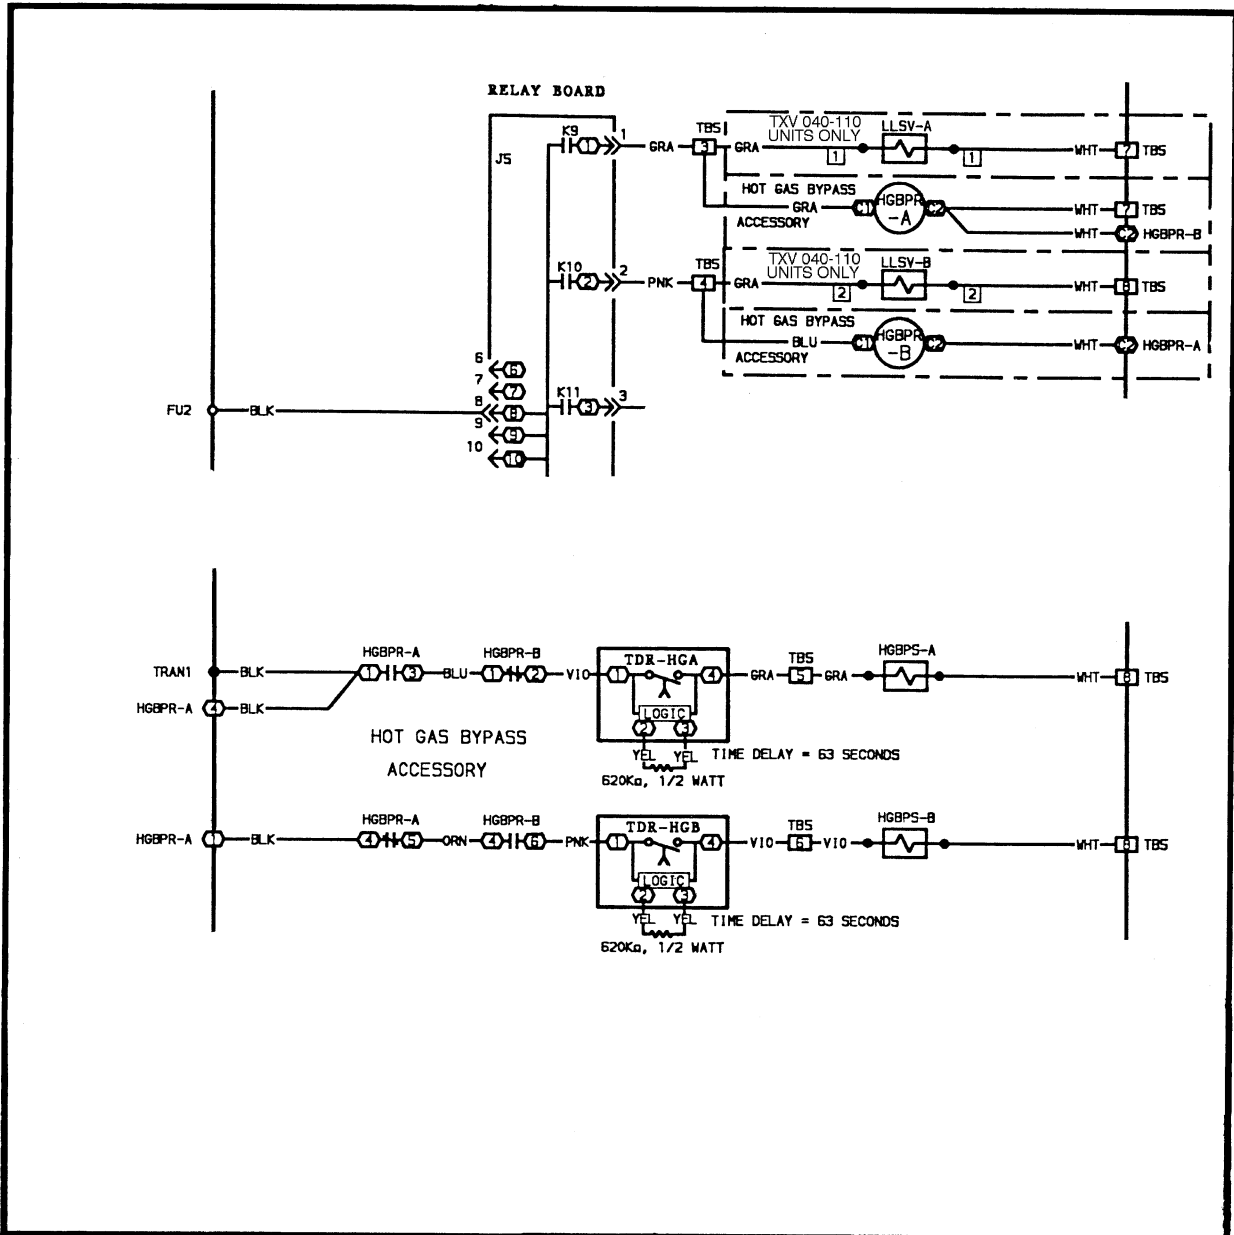 RELAY BOARD
J5
K9 1 1 GRA TB5 3 GRA TXV 040-110 UNITS ONLY 1 LLSV-A 1 WHT 7 TB5
HOT GAS BYPASS ACCESSORY GRA C1 HGBPR-A C2 WHT 7 TB5
WHT C2 HGBPR-B
K10 2 2 PNK TB5 4 GRA TXV 040-110 UNITS ONLY 2 LLSV-B 2 WHT 8 TB5
HOT GAS BYPASS ACCESSORY BLU C1 HGBPR-B C2 WHT C2 HGBPR-A
6 6
7 7
K11 3 3
FU2 BLK 8 8
9 9
10 10
TRAN1 BLK HGBPR-A 1 3 BLU HGBPR-B 1 2 VIO 1 TDR-HGA 4 GRA TB5 5 GRA HGBPS-A WHT 8 TB5
HGBPR-A 4 BLK
LOGIC
2 3
HOT GAS BYPASS
ACCESSORY
YEL YEL TIME DELAY = 63 SECONDS
620KΩ, 1/2 WATT
HGBPR-A 1 BLK HGBPR-A 4 5 ORN HGBPR-B 4 6 PNK 1 TDR-HGB 4 VIO TB5 6 VIO HGBPS-B WHT 8 TB5
LOGIC
2 3
YEL YEL TIME DELAY = 63 SECONDS
620KΩ, 1/2 WATT